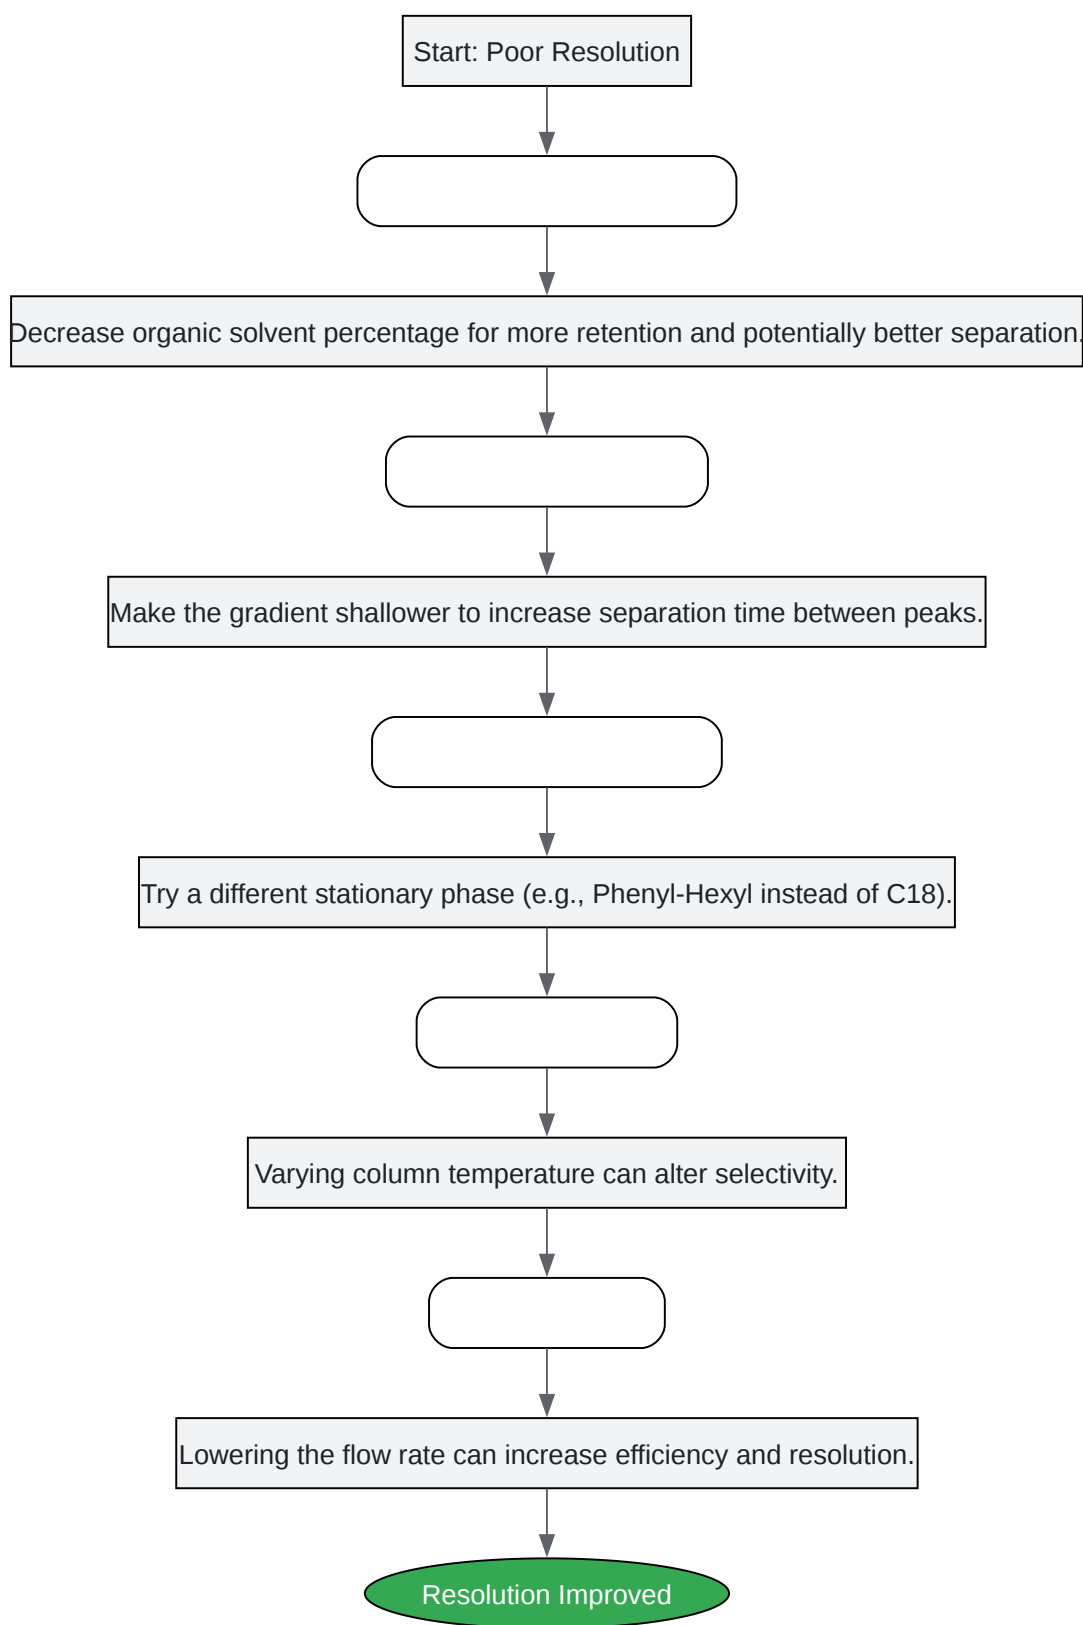 Start: Poor Resolution
Decrease organic solvent percentage for more retention and potentially better separation.
Make the gradient shallower to increase separation time between peaks.
Try a different stationary phase (e.g., Phenyl-Hexyl instead of C18).
Varying column temperature can alter selectivity.
Lowering the flow rate can increase efficiency and resolution.
Resolution Improved